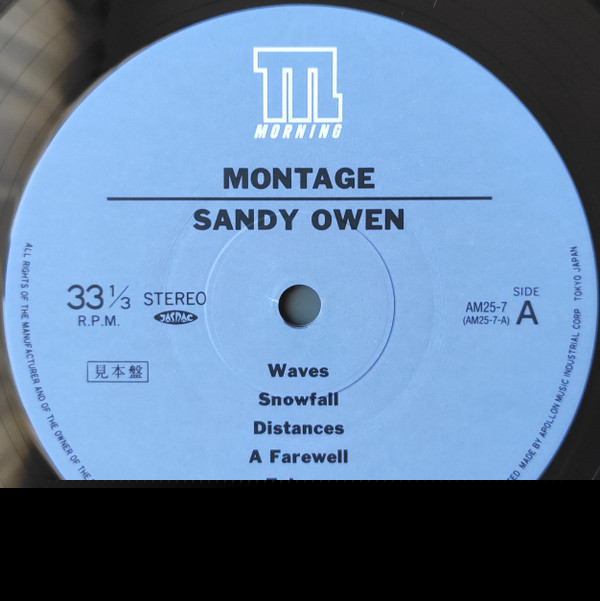 M
MORNING
MONTAGE
SANDY OWEN
33 1/3 STEREO
R.P.M.
JASRAC
見本盤
SIDE
A
AM25-7
(AM25-7-A)
Waves
Snowfall
Distances
A Farewell
ALL RIGHTS OF THE MANUFACTURER AND OF THE OWNER OF THE
MADE BY APOLLON MUSIC INDUSTRIAL CORP. TOKYO JAPAN